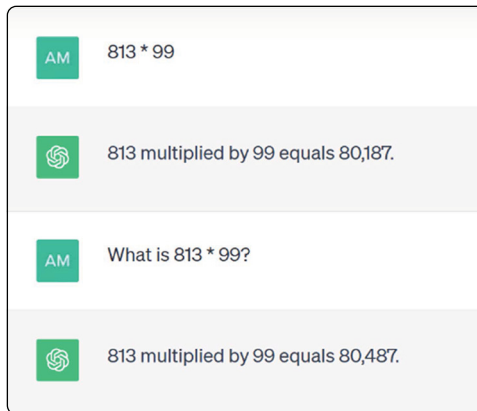 AM
813 * 99
813 multiplied by 99 equals 80,187.
AM
What is 813 * 99?
813 multiplied by 99 equals 80,487.